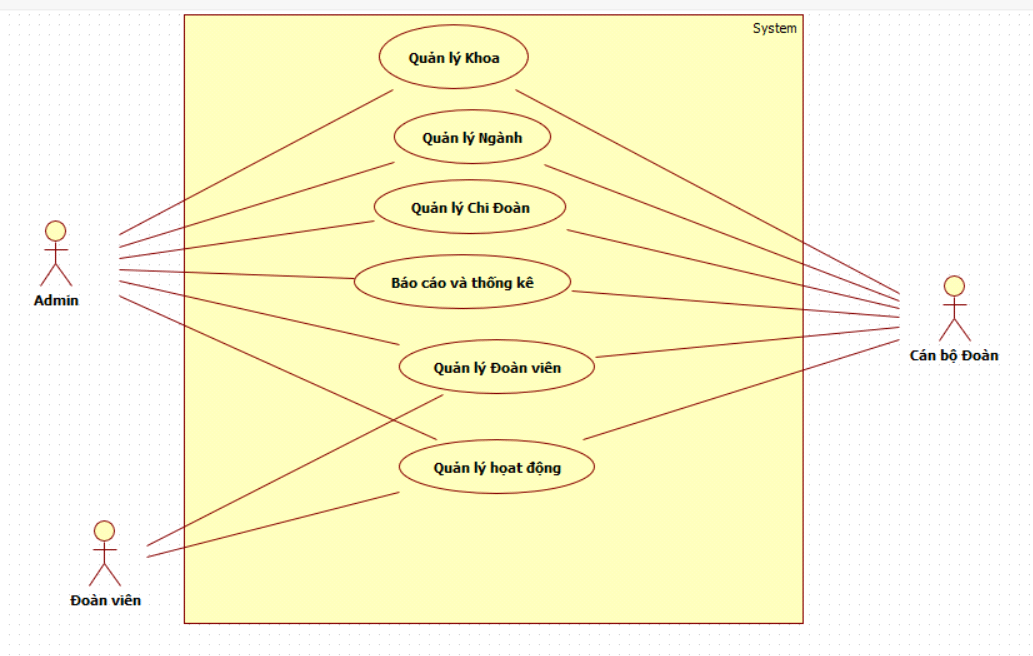 System
Quản lý Khoa
Quản lý Ngành
Quản lý Chi Đoàn
Báo cáo và thống kê
Admin
Quản lý Đoàn viên
Cán bộ Đoàn
Quản lý họat động
Đoàn viên